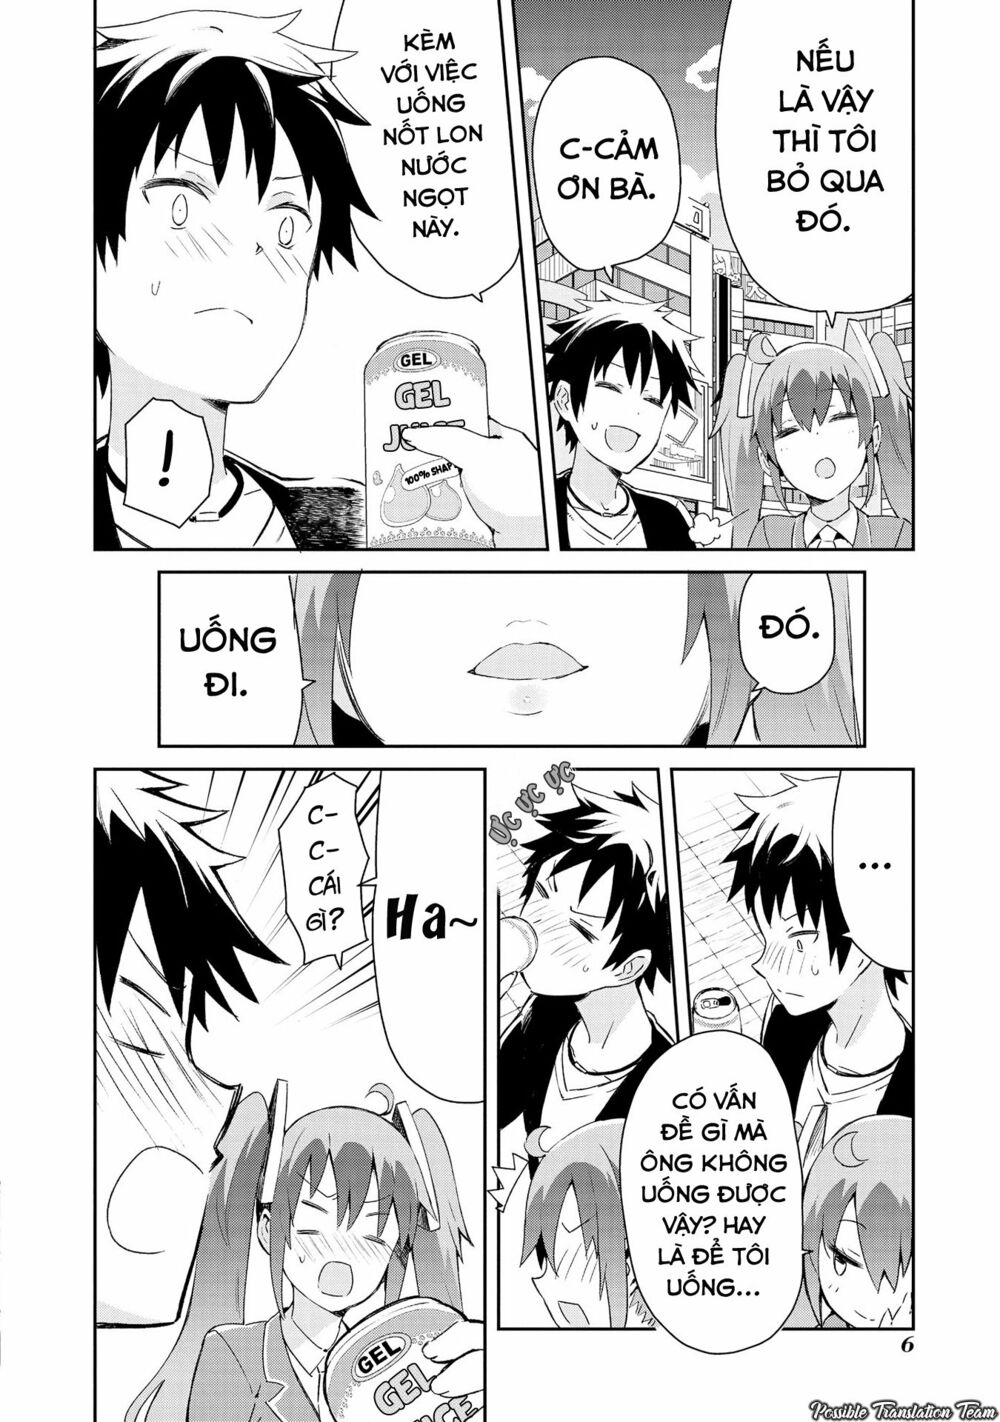 NẾU
LÀ VẬY
THÌ TÔI
BỎ QUA
ĐÓ.
C-CẢM
ƠN BÀ.
KÈM
VỚI VIỆC
UỐNG
NỐT LON
NƯỚC
NGỌT
NÀY.
GEL
GEL
100% SHAP
!
ĐÓ.
UỐNG
ĐI.
...
ỰC ỰC ỰC
CÓ VẤN
ĐỀ GÌ MÀ
ÔNG KHÔNG
UỐNG ĐƯỢC
VẬY? HAY
LÀ ĐỂ TÔI
UỐNG...
Ha~
C-
C-
CÁI
GÌ?
GEL
GEL
6
Possible Translation Team